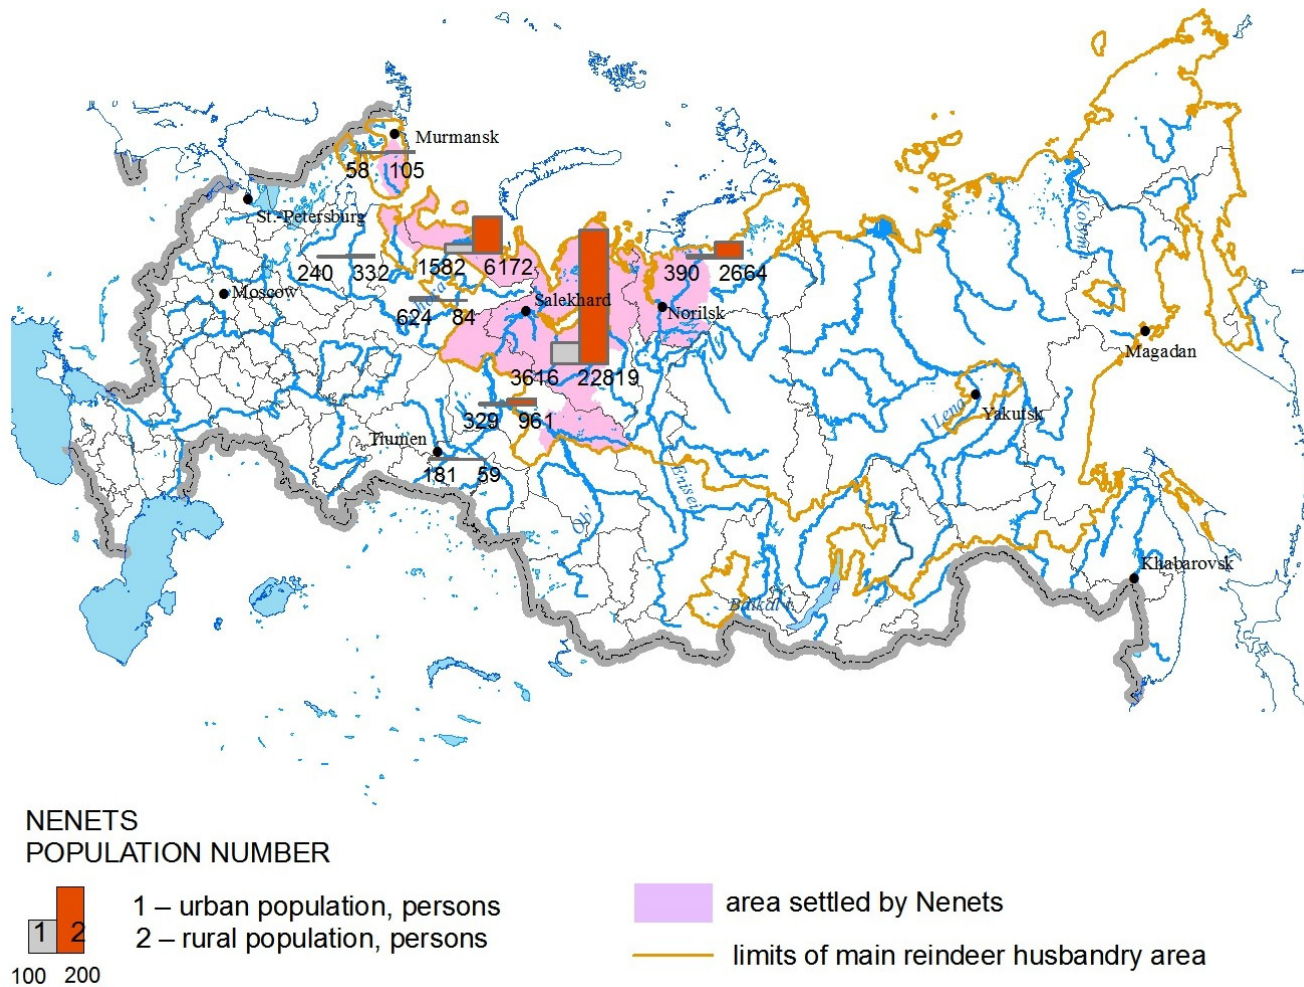 Murmansk
58 105
St.-Petersburg
240 332
1582 6172
390 2664
Moscow
624 84
Salekhard
Norilsk
Kolyma
Magadan
3616 22819
Lena
Yakutsk
329 961
Tiumen
181 59
Enisei
Ob'
Khabarovsk
Baikal l.
NENETS
POPULATION NUMBER
1 2
100 200
1 – urban population, persons
2 – rural population, persons
area settled by Nenets
limits of main reindeer husbandry area